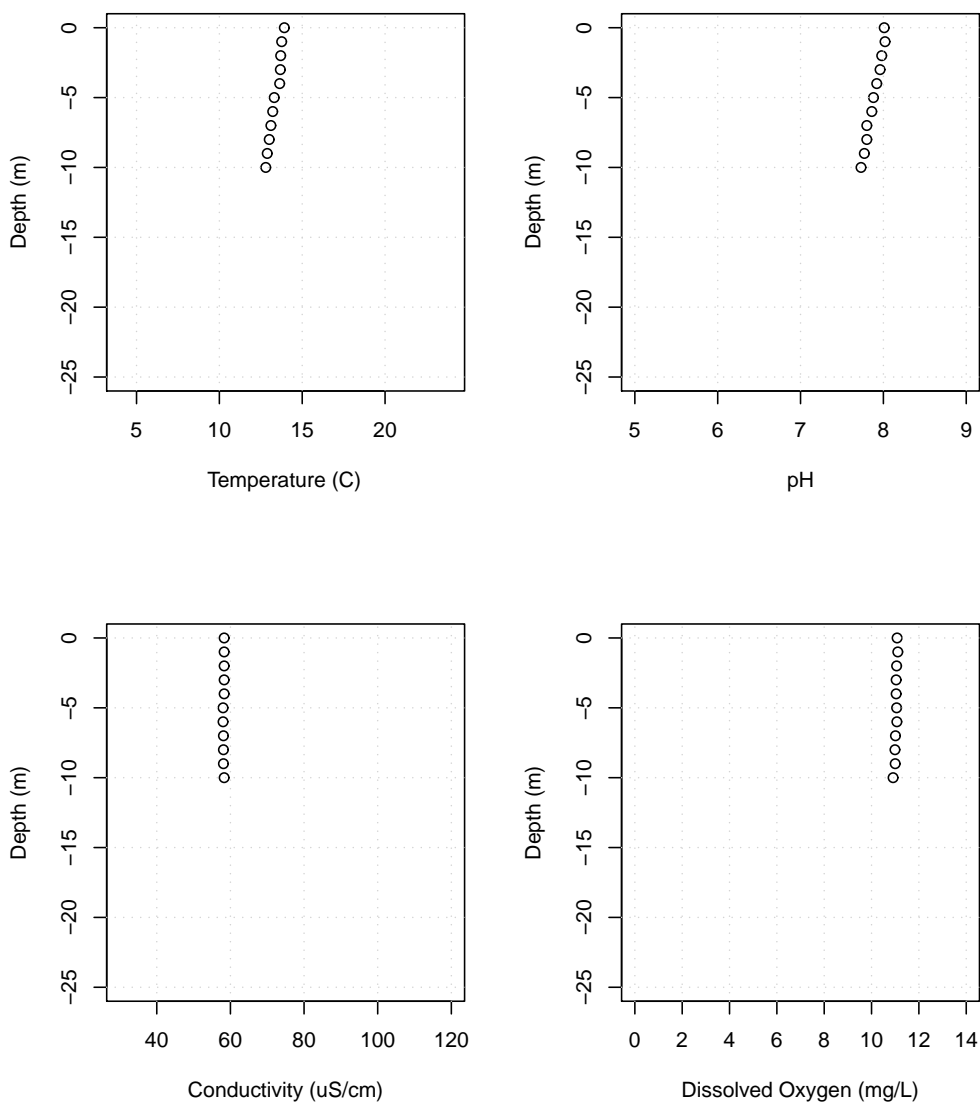 0
−5
−10
−15
−20
−25
Depth (m)
5 10 15 20
Temperature (C)
0
−5
−10
−15
−20
−25
Depth (m)
5 6 7 8 9
pH
0
−5
−10
−15
−20
−25
Depth (m)
40 60 80 100 120
Conductivity (uS/cm)
0
−5
−10
−15
−20
−25
Depth (m)
0 2 4 6 8 10 12 14
Dissolved Oxygen (mg/L)